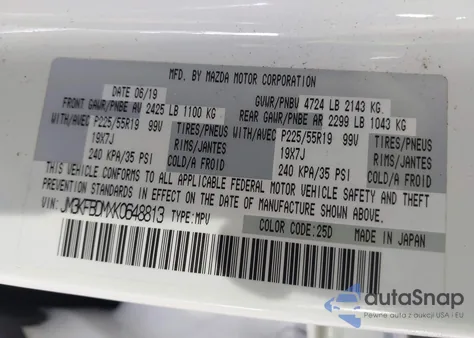 MFD. BY MAZDA MOTOR CORPORATION
DATE 06/19
GVWR/PNBV 4724 LB 2143 KG.
FRONT GAWR/PNBE AV 2425 LB 1100 KG
REAR GAWR/PNBE AR 2299 LB 1043 KG
WITH/AVEC P225/55R19 99V TIRES/PNEUS
WITH/AVEC P225/55R19 99V TIRES/PNEUS
19X7J RIMS/JANTES
19X7J RIMS/JANTES
240 KPA/35 PSI COLD/A FROID
240 KPA/35 PSI COLD/A FROID
THIS VEHICLE CONFORMS TO ALL APPLICABLE FEDERAL MOTOR VEHICLE SAFETY AND THEFT
PREVENTION STANDARDS IN EFFECT ON THE DATE OF MANUFACTURE SHOWN ABOVE.
VIN: TYPE:MPV
COLOR CODE:25D MADE IN JAPAN
autoSnap
Pewne auta z aukcji USA i EU